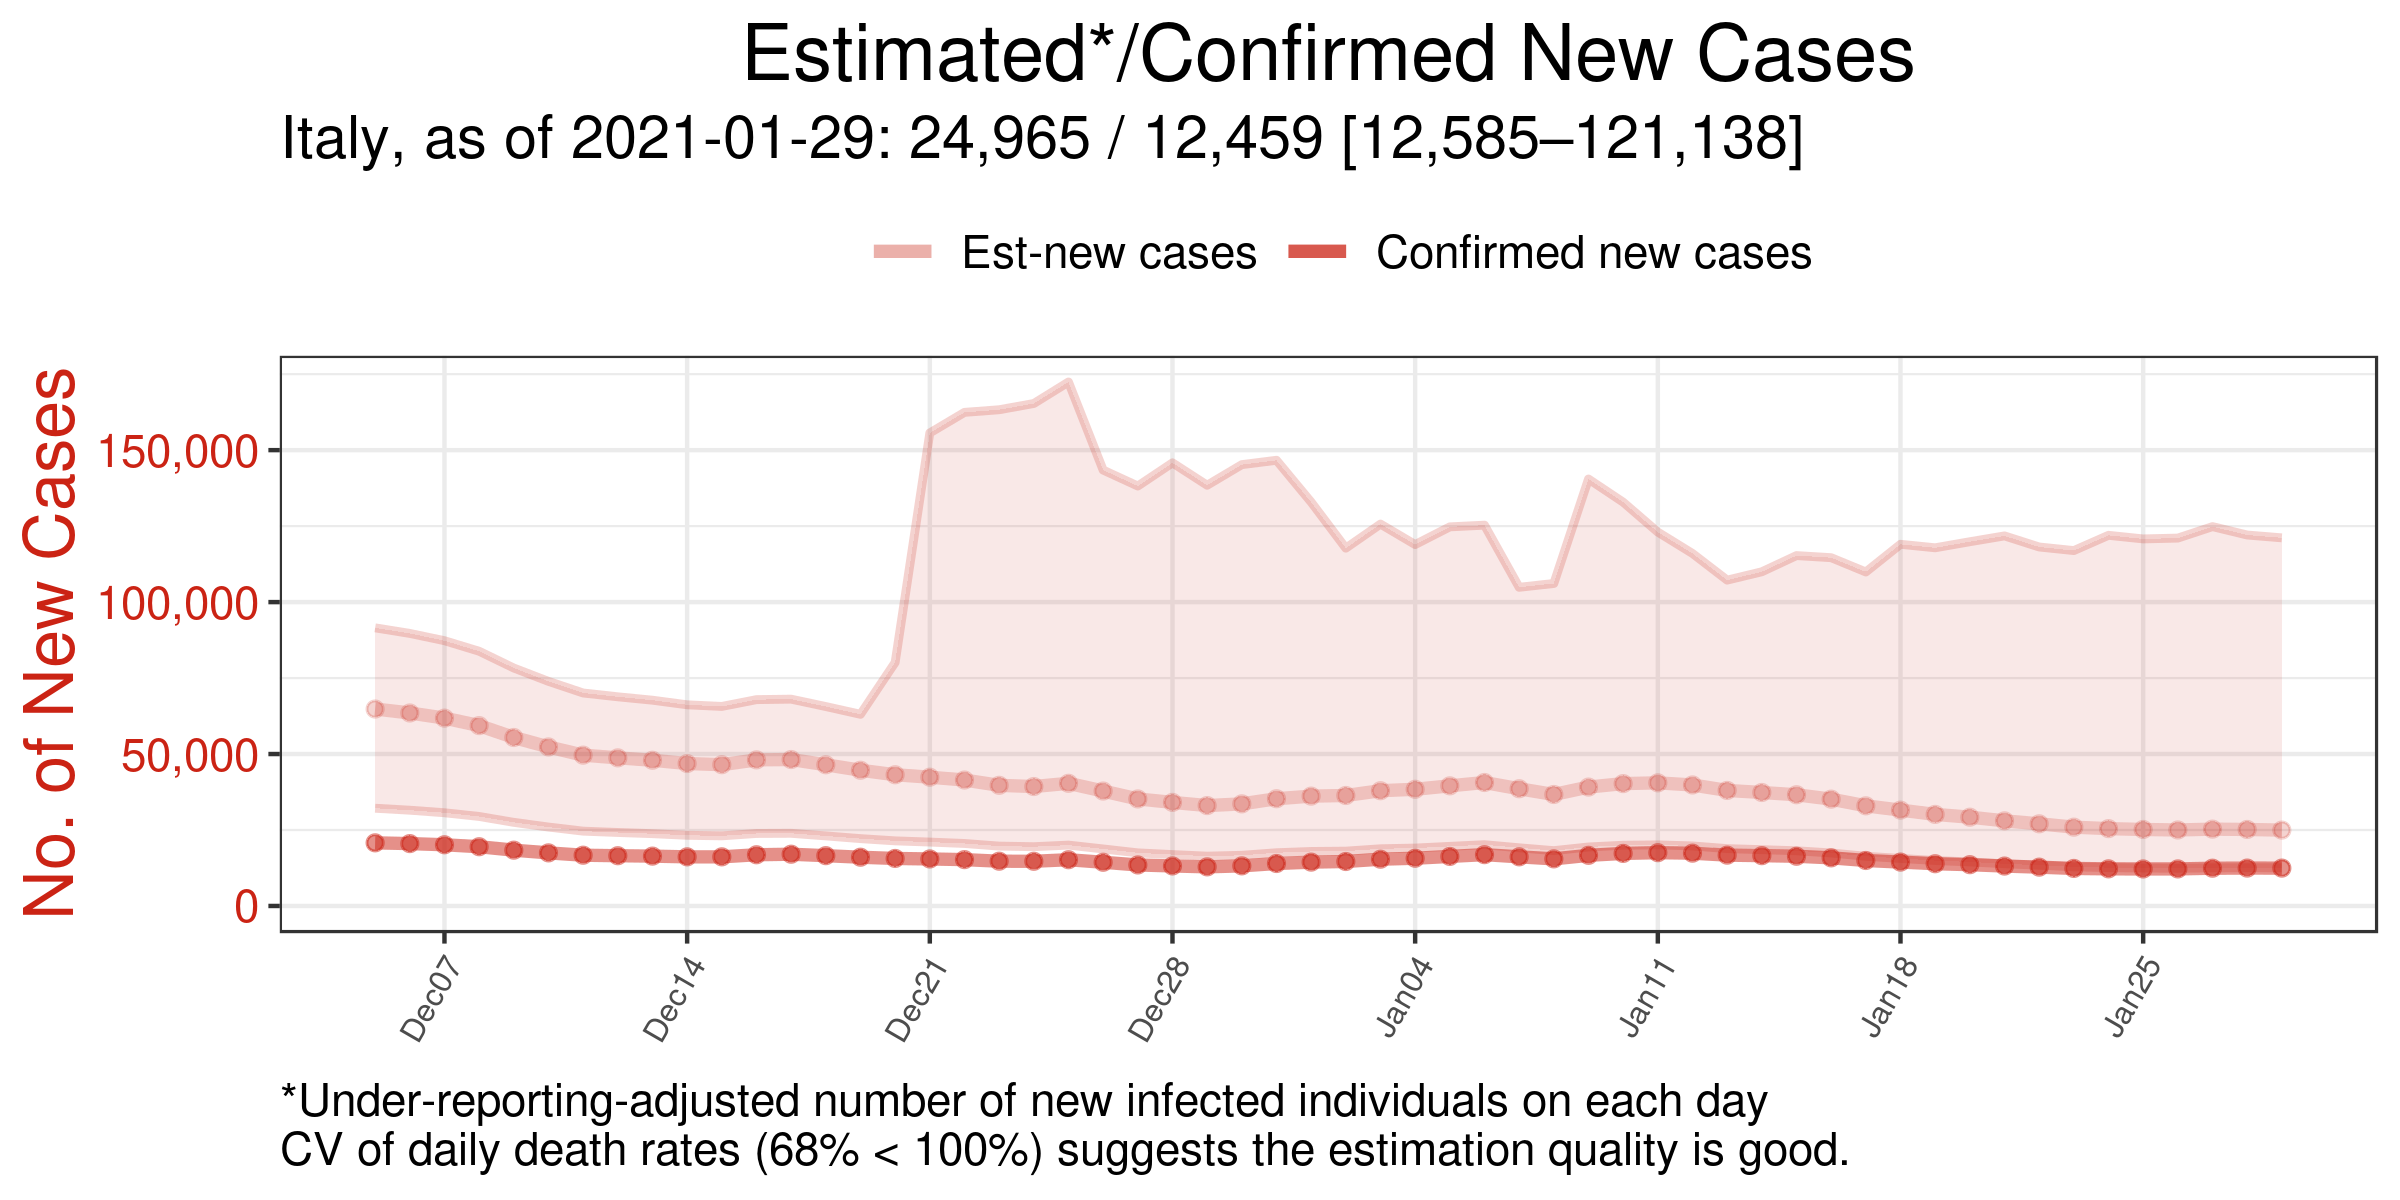 Estimated*/Confirmed New Cases
Italy, as of 2021-01-29: 24,965 / 12,459 [12,585–121,138]
Est-new cases
Confirmed new cases
No. of New Cases
150,000
100,000
50,000
0
Dec07
Dec14
Dec21
Dec28
Jan04
Jan11
Jan18
Jan25
*Under-reporting-adjusted number of new infected individuals on each day
CV of daily death rates (68% < 100%) suggests the estimation quality is good.